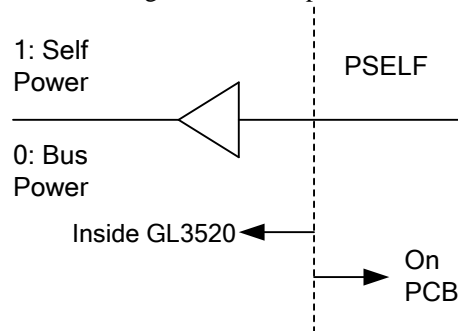 1: Self
Power
PSELF
0: Bus
Power
Inside GL3520
On
PCB